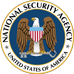 NATIONAL SECURITY AGENCY
UNITED STATES OF AMERICA